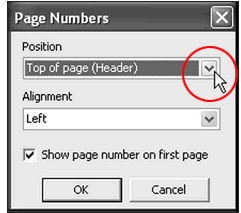 Page Numbers
Position
Top of page (Header)
Alignment
Left
Show page number on first page
OK
Cancel